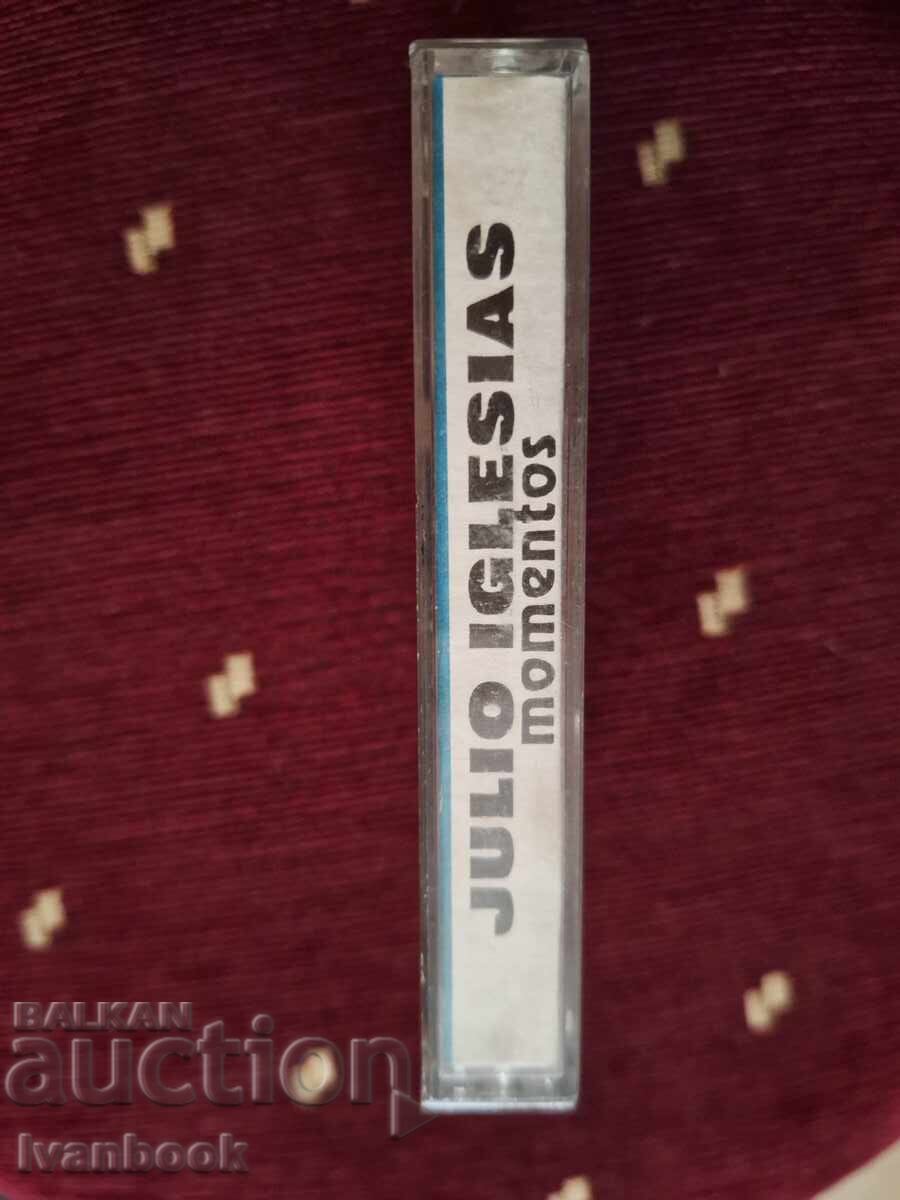 JULIO IGLESIAS
momentos
BALKAN
auction
Ivanbook